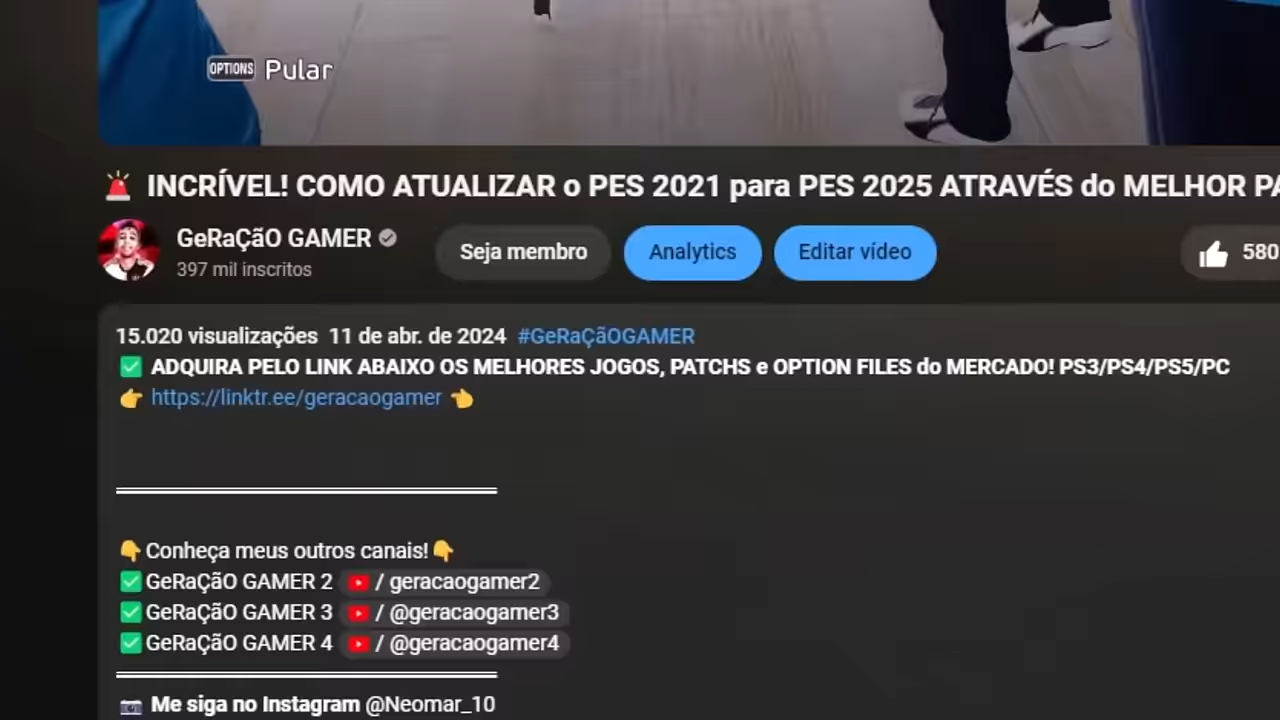 OPTIONS Pular
INCRÍVEL! COMO ATUALIZAR o PES 2021 para PES 2025 ATRAVÉS do MELHOR
GeRaÇãO GAMER
397 mil inscritos
Seja membro
Analytics
Editar vídeo
580
15.020 visualizações 11 de abr. de 2024 #GeRaÇãOGAMER
✅ ADQUIRA PELO LINK ABAIXO OS MELHORES JOGOS, PATCHS e OPTION FILES do MERCADO! PS3/PS4/PS5/PC
👉 https://linktr.ee/geracaogamer 👈
👇Conheça meus outros canais!👇
✅GeRaÇãO GAMER 2 / geracaogamer2
✅GeRaÇãO GAMER 3 / @geracaogamer3
✅GeRaÇãO GAMER 4 / @geracaogamer4
📷 Me siga no Instagram @Neomar_10